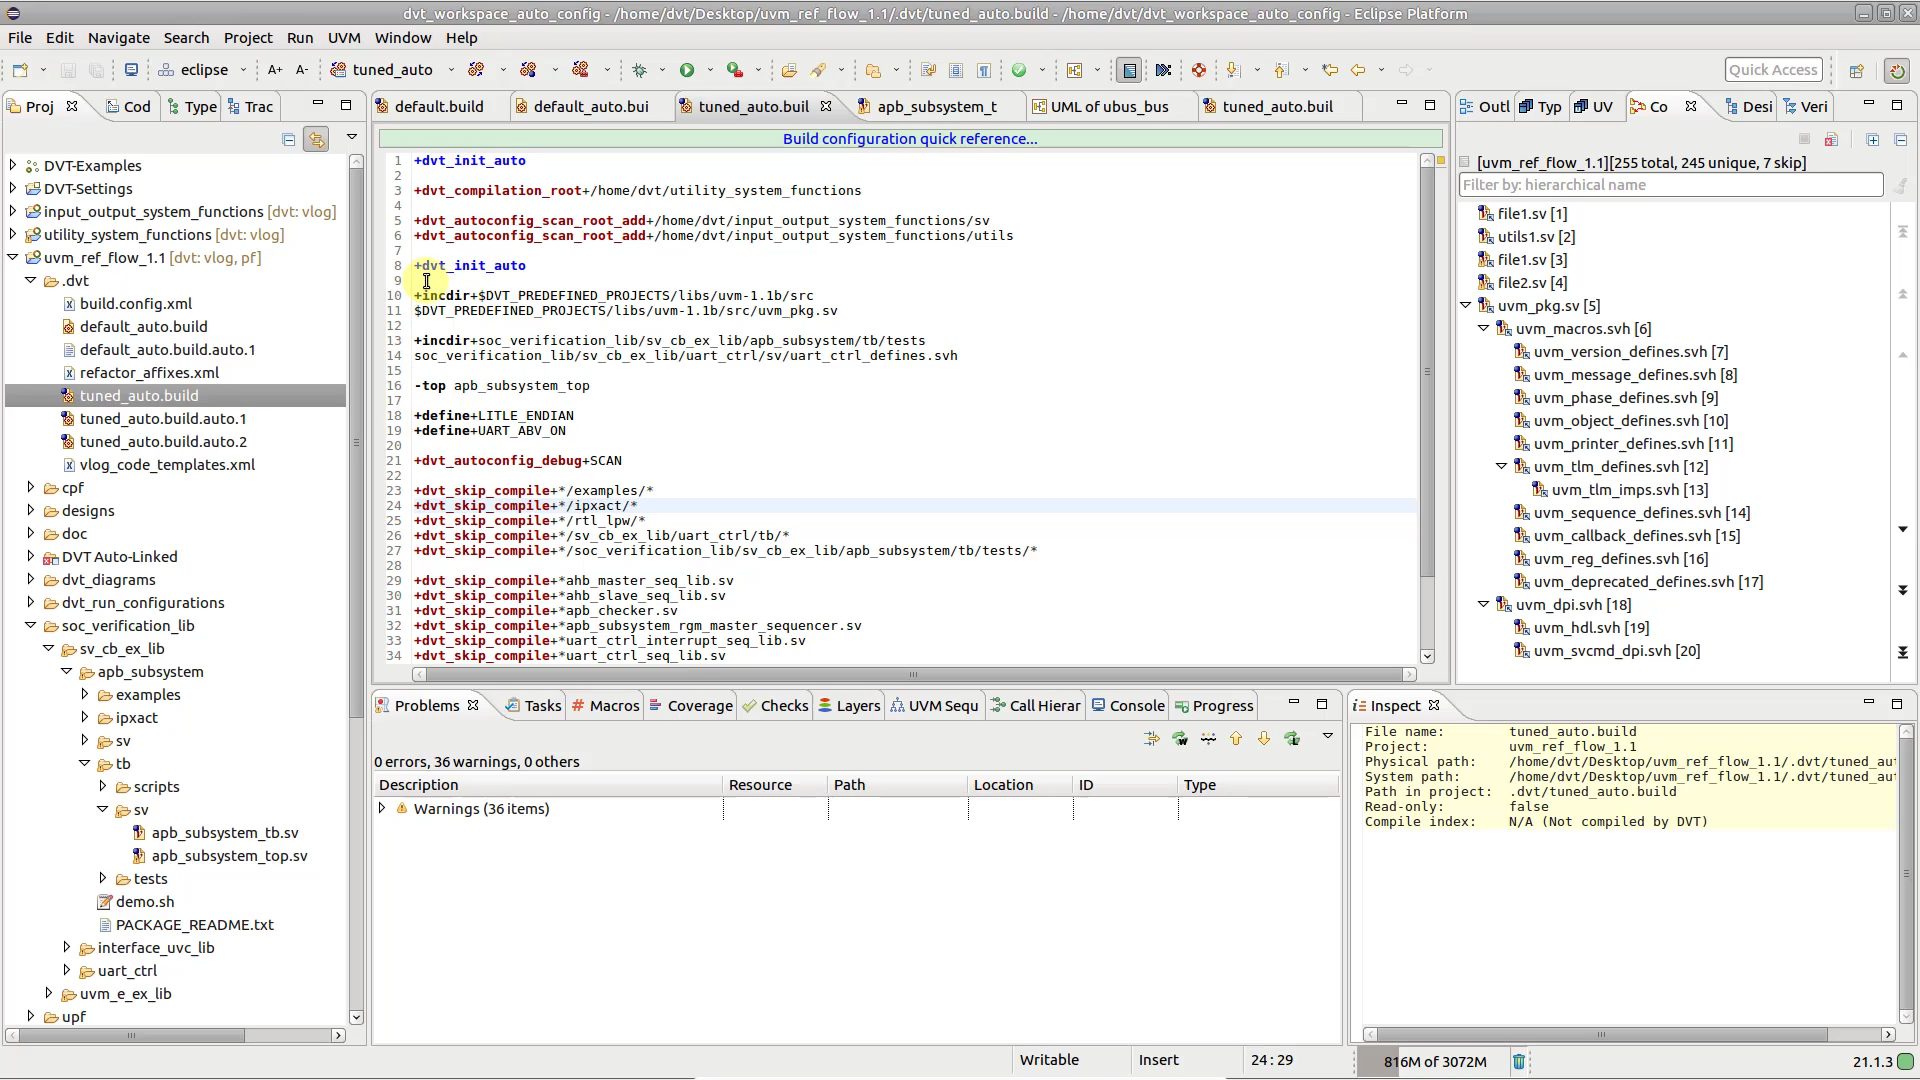 dvt_workspace_auto_config - /home/dvt/Desktop/uvm_ref_flow_1.1/.dvt/tuned_auto.build - /home/dvt/dvt_workspace_auto_config - Eclipse Platform
File Edit Navigate Search Project Run UVM Window Help
eclipse A+ A- tuned_auto Quick Access
Proj Cod Type Trac
default.build default_auto.bui tuned_auto.buil apb_subsystem_t UML of ubus_bus tuned_auto.buil
Outl Typ UV Co Desi Veri
DVT-Examples
DVT-Settings
input_output_system_functions [dvt: vlog]
utility_system_functions [dvt: vlog]
uvm_ref_flow_1.1 [dvt: vlog, pf]
.dvt
build.config.xml
default_auto.build
default_auto.build.auto.1
refactor_affixes.xml
tuned_auto.build
tuned_auto.build.auto.1
tuned_auto.build.auto.2
vlog_code_templates.xml
cpf
designs
doc
DVT Auto-Linked
dvt_diagrams
dvt_run_configurations
soc_verification_lib
sv_cb_ex_lib
apb_subsystem
examples
ipxact
sv
tb
scripts
sv
apb_subsystem_tb.sv
apb_subsystem_top.sv
tests
demo.sh
PACKAGE_README.txt
interface_uvc_lib
uart_ctrl
uvm_e_ex_lib
upf
Build configuration quick reference...
1 +dvt_init_auto
2
3 +dvt_compilation_root+/home/dvt/utility_system_functions
4
5 +dvt_autoconfig_scan_root_add+/home/dvt/input_output_system_functions/sv
6 +dvt_autoconfig_scan_root_add+/home/dvt/input_output_system_functions/utils
7
8 +dvt_init_auto
9
10 +incdir+$DVT_PREDEFINED_PROJECTS/libs/uvm-1.1b/src
11 $DVT_PREDEFINED_PROJECTS/libs/uvm-1.1b/src/uvm_pkg.sv
12
13 +incdir+soc_verification_lib/sv_cb_ex_lib/apb_subsystem/tb/tests
14 soc_verification_lib/sv_cb_ex_lib/uart_ctrl/sv/uart_ctrl_defines.svh
15
16 -top apb_subsystem_top
17
18 +define+LITLE_ENDIAN
19 +define+UART_ABV_ON
20
21 +dvt_autoconfig_debug+SCAN
22
23 +dvt_skip_compile+*/examples/*
24 +dvt_skip_compile+*/ipxact/*
25 +dvt_skip_compile+*/rtl_lpw/*
26 +dvt_skip_compile+*/sv_cb_ex_lib/uart_ctrl/tb/*
27 +dvt_skip_compile+*/soc_verification_lib/sv_cb_ex_lib/apb_subsystem/tb/tests/*
28
29 +dvt_skip_compile+*ahb_master_seq_lib.sv
30 +dvt_skip_compile+*ahb_slave_seq_lib.sv
31 +dvt_skip_compile+*apb_checker.sv
32 +dvt_skip_compile+*apb_subsystem_rgm_master_sequencer.sv
33 +dvt_skip_compile+*uart_ctrl_interrupt_seq_lib.sv
34 +dvt_skip_compile+*uart_ctrl_seq_lib.sv
[uvm_ref_flow_1.1][255 total, 245 unique, 7 skip]
Filter by: hierarchical name
file1.sv [1]
utils1.sv [2]
file1.sv [3]
file2.sv [4]
uvm_pkg.sv [5]
uvm_macros.svh [6]
uvm_version_defines.svh [7]
uvm_message_defines.svh [8]
uvm_phase_defines.svh [9]
uvm_object_defines.svh [10]
uvm_printer_defines.svh [11]
uvm_tlm_defines.svh [12]
uvm_tlm_imps.svh [13]
uvm_sequence_defines.svh [14]
uvm_callback_defines.svh [15]
uvm_reg_defines.svh [16]
uvm_deprecated_defines.svh [17]
uvm_dpi.svh [18]
uvm_hdl.svh [19]
uvm_svcmd_dpi.svh [20]
Problems Tasks Macros Coverage Checks Layers UVM Sequ Call Hierar Console Progress
0 errors, 36 warnings, 0 others
Description Resource Path Location ID Type
Warnings (36 items)
Inspect
File name: tuned_auto.build
Project: uvm_ref_flow_1.1
Physical path: /home/dvt/Desktop/uvm_ref_flow_1.1/.dvt/tuned_au
System path: /home/dvt/Desktop/uvm_ref_flow_1.1/.dvt/tuned_au
Path in project: .dvt/tuned_auto.build
Read-only: false
Compile index: N/A (Not compiled by DVT)
Writable Insert 24 : 29 816M of 3072M 21.1.3